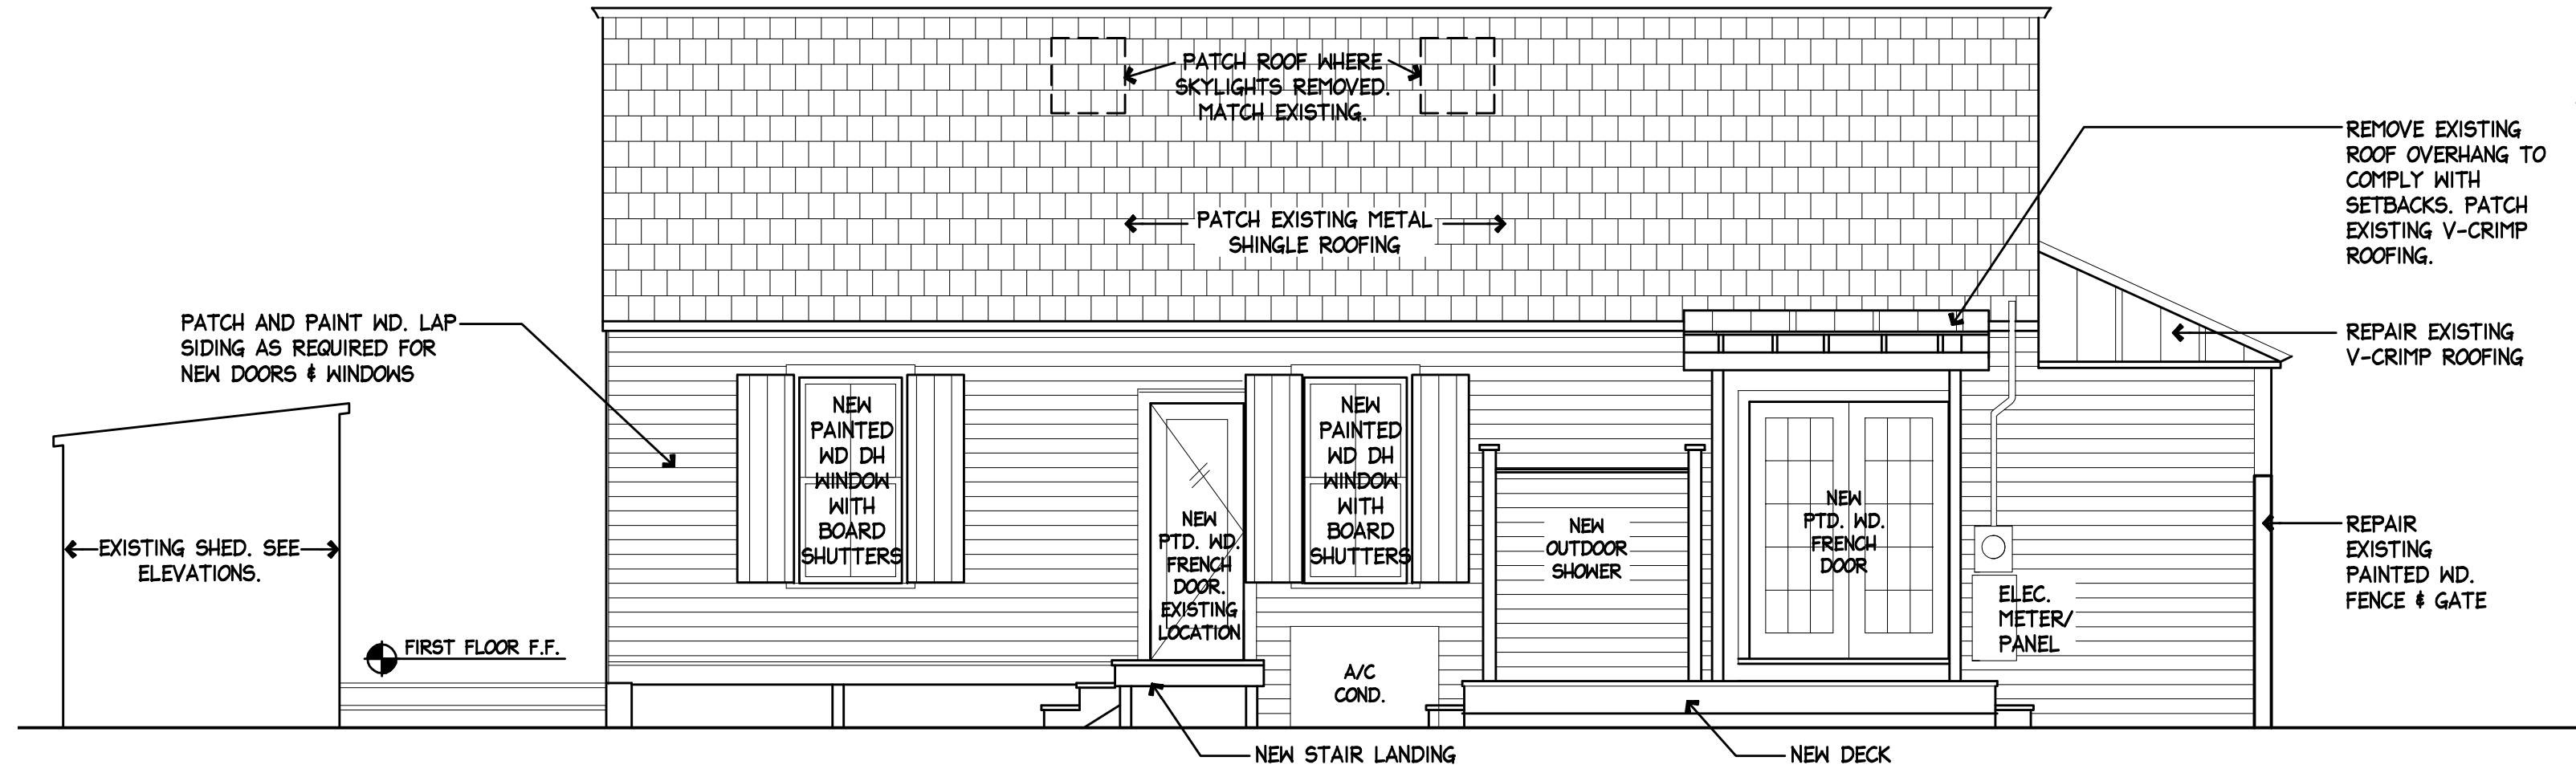 PATCH ROOF WHERE
SKYLIGHTS REMOVED.
MATCH EXISTING.
PATCH EXISTING METAL
SHINGLE ROOFING
REMOVE EXISTING
ROOF OVERHANG TO
COMPLY WITH
SETBACKS. PATCH
EXISTING V-CRIMP
ROOFING.
PATCH AND PAINT WD. LAP
SIDING AS REQUIRED FOR
NEW DOORS & WINDOWS
REPAIR EXISTING
V-CRIMP ROOFING
NEW
PAINTED
WD DH
WINDOW
WITH
BOARD
SHUTTERS
NEW
PTD. WD.
FRENCH
DOOR.
EXISTING
LOCATION
NEW
PAINTED
WD DH
WINDOW
WITH
BOARD
SHUTTERS
NEW
OUTDOOR
SHOWER
NEW
PTD. WD.
FRENCH
DOOR
ELEC.
METER/
PANEL
REPAIR
EXISTING
PAINTED WD.
FENCE & GATE
EXISTING SHED. SEE
ELEVATIONS.
FIRST FLOOR F.F.
A/C
COND.
NEW STAIR LANDING
NEW DECK